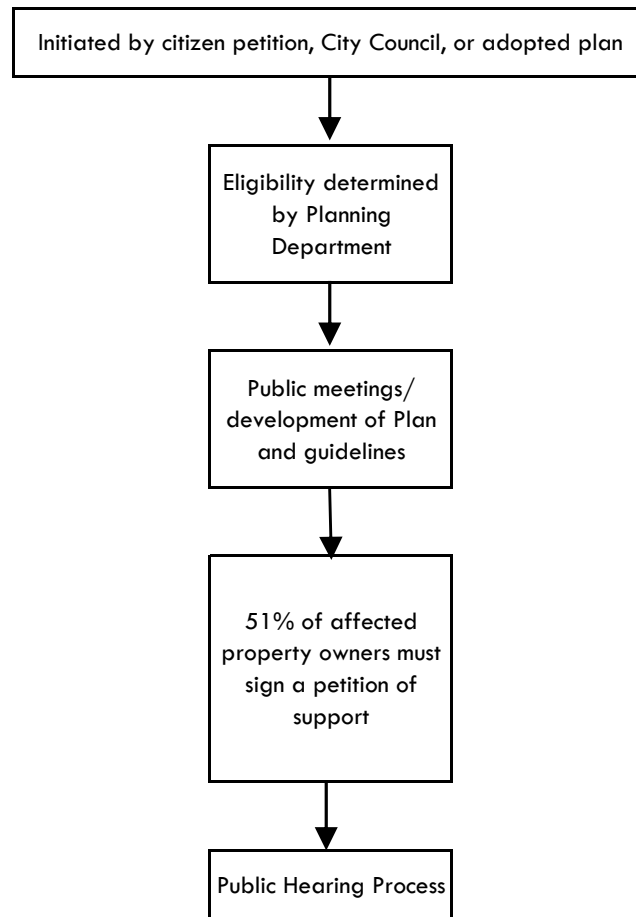 Initiated by citizen petition, City Council, or adopted plan
Eligibility determined
by Planning
Department
Public meetings/
development of Plan
and guidelines
51% of affected
property owners must
sign a petition of
support
Public Hearing Process